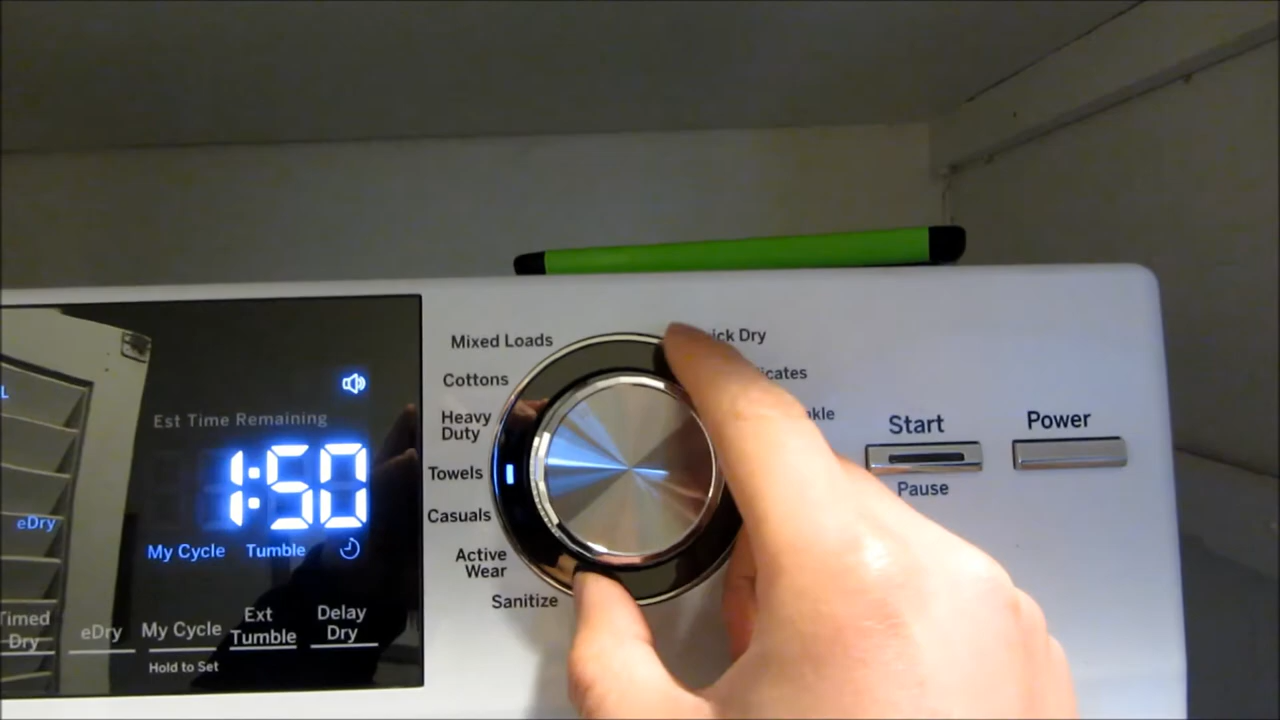 L
Est Time Remaining
1:50
eDry
My Cycle Tumble
Timed
Dry
eDry
My Cycle
Hold to Set
Ext
Tumble
Delay
Dry
Mixed Loads
Cottons
Heavy
Duty
Towels
Casuals
Active
Wear
Sanitize
Dry
Start
Pause
Power